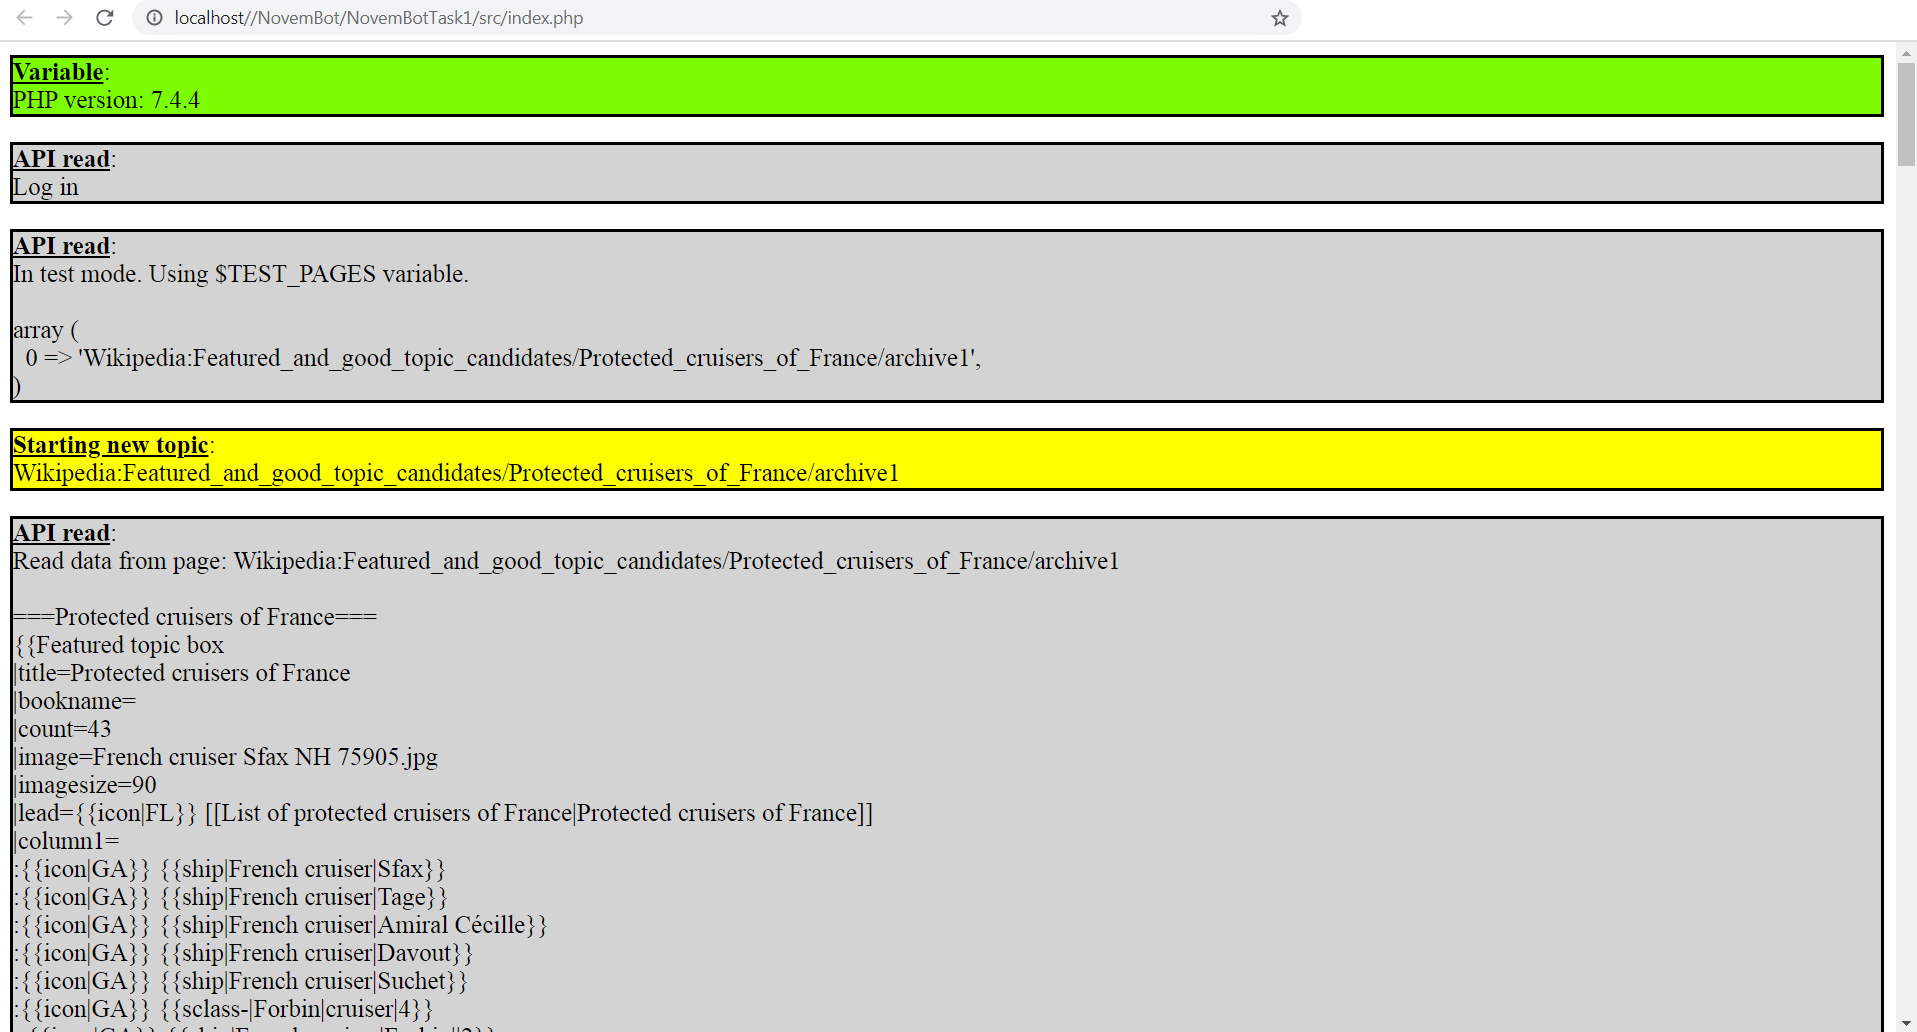 localhost//NovemBot/NovemBotTask1/src/index.php
Variable:
PHP version: 7.4.4
API read:
Log in
API read:
In test mode. Using $TEST_PAGES variable.
array (
0 => 'Wikipedia:Featured_and_good_topic_candidates/Protected_cruisers_of_France/archive1',
)
Starting new topic:
Wikipedia:Featured_and_good_topic_candidates/Protected_cruisers_of_France/archive1
API read:
Read data from page: Wikipedia:Featured_and_good_topic_candidates/Protected_cruisers_of_France/archive1
===Protected cruisers of France===
{{Featured topic box
|title=Protected cruisers of France
|bookname=
|count=43
|image=French cruiser Sfax NH 75905.jpg
|imagesize=90
|lead={{icon|FL}} [[List of protected cruisers of France|Protected cruisers of France]]
|column1=
:{{icon|GA}} {{ship|French cruiser|Sfax}}
:{{icon|GA}} {{ship|French cruiser|Tage}}
:{{icon|GA}} {{ship|French cruiser|Amiral Cécille}}
:{{icon|GA}} {{ship|French cruiser|Davout}}
:{{icon|GA}} {{ship|French cruiser|Suchet}}
:{{icon|GA}} {{sclass-|Forbin|cruiser|4}}